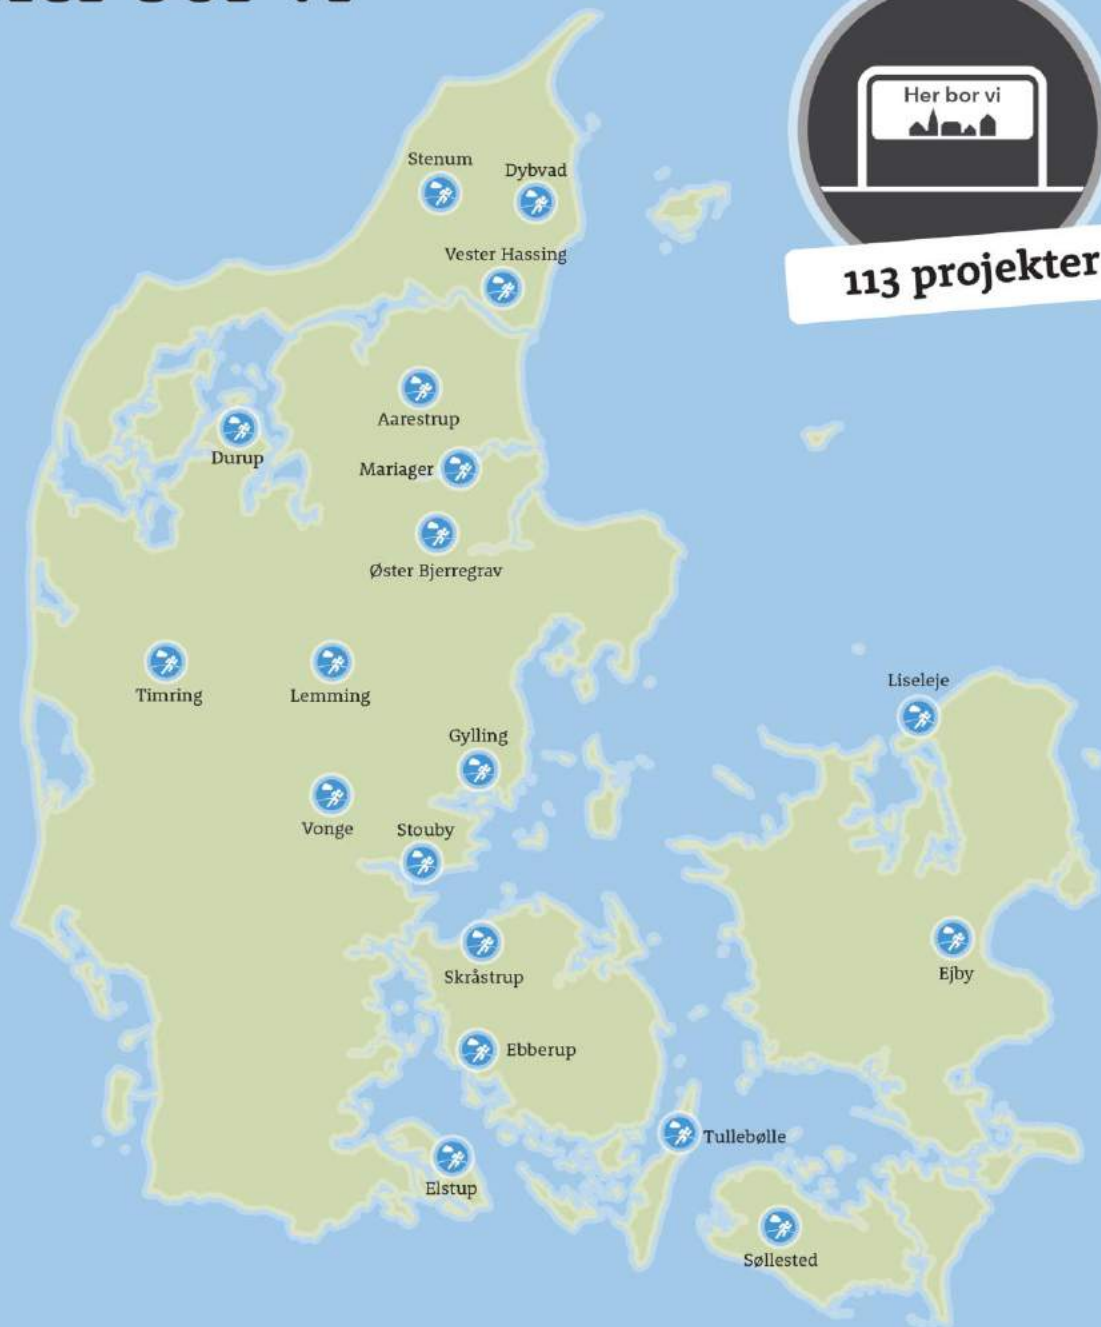 Her bor vi
113 projekter
Stenum
Dybvad
Vester Hassing
Aarestrup
Durup
Mariager
Øster Bjerregrav
Timring
Lemming
Liseleje
Gylling
Vonge
Stouby
Skråstrup
Ejby
Ebberup
Tullebølle
Elstup
Søllested